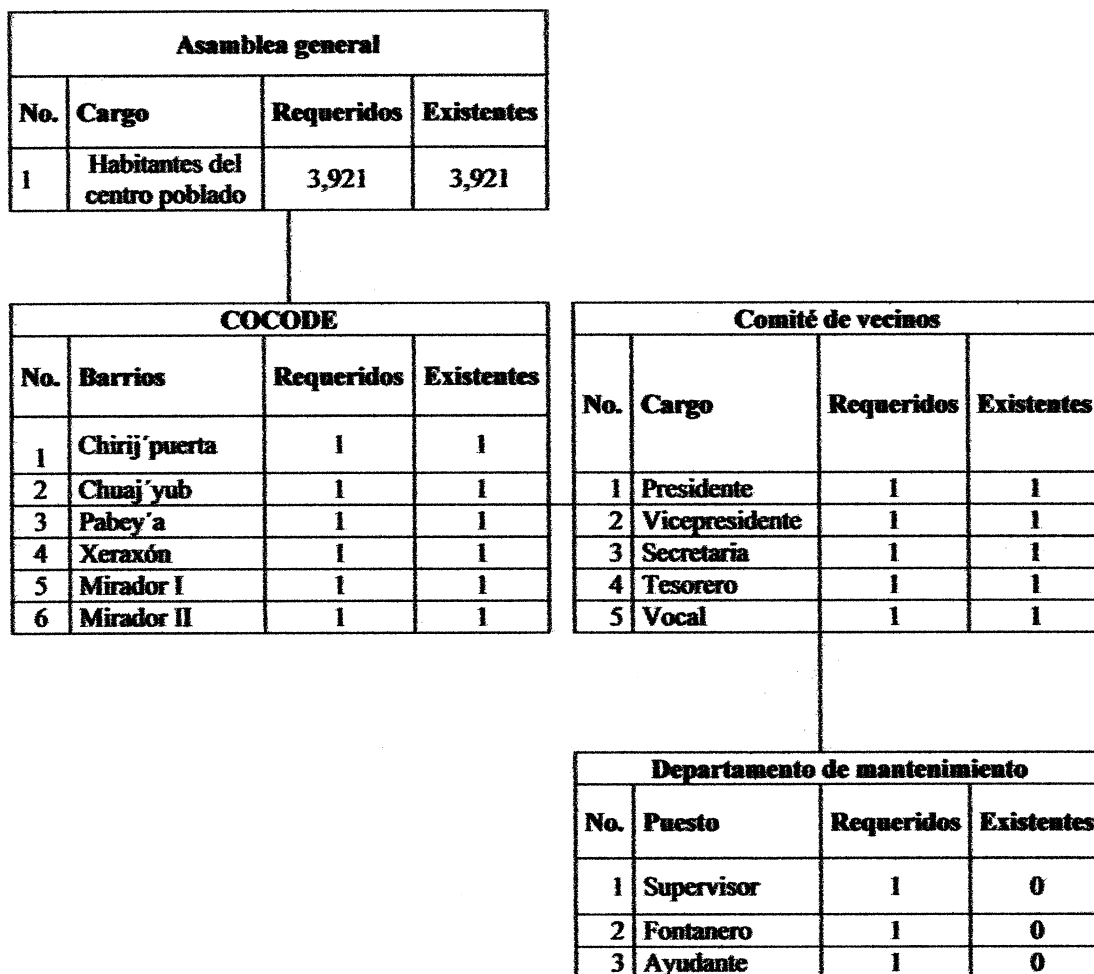 Asamblea general
No. Cargo Requeridos Existentes
1 Habitantes del centro poblado 3,921 3,921
COCODE
No. Barrios Requeridos Existentes
1 Chirij´puerta 1 1
2 Chuaj´yub 1 1
3 Pabey´a 1 1
4 Xeraxón 1 1
5 Mirador I 1 1
6 Mirador II 1 1
Comité de vecinos
No. Cargo Requeridos Existentes
1 Presidente 1 1
2 Vicepresidente 1 1
3 Secretaria 1 1
4 Tesorero 1 1
5 Vocal 1 1
Departamento de mantenimiento
No. Puesto Requeridos Existentes
1 Supervisor 1 0
2 Fontanero 1 0
3 Ayudante 1 0